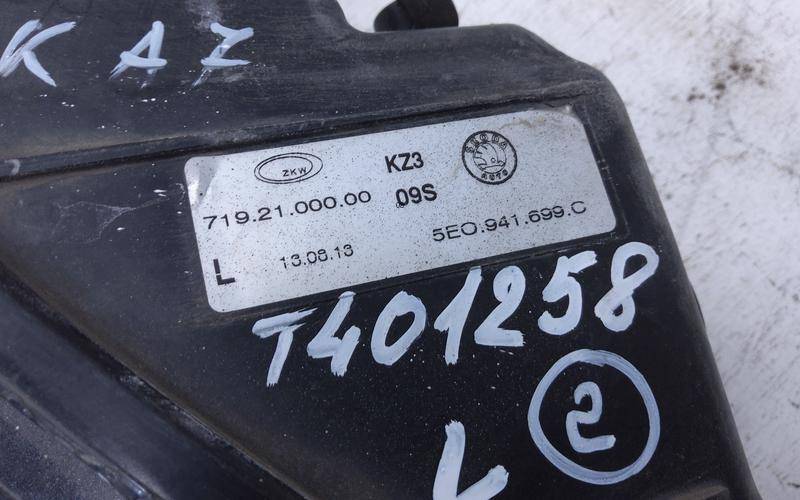 KAZ
ZKW KZ3 SKODA AUTO
719.21.000.00 09S
L 13.08.13 5E0.941.699.C
T401258
2
L